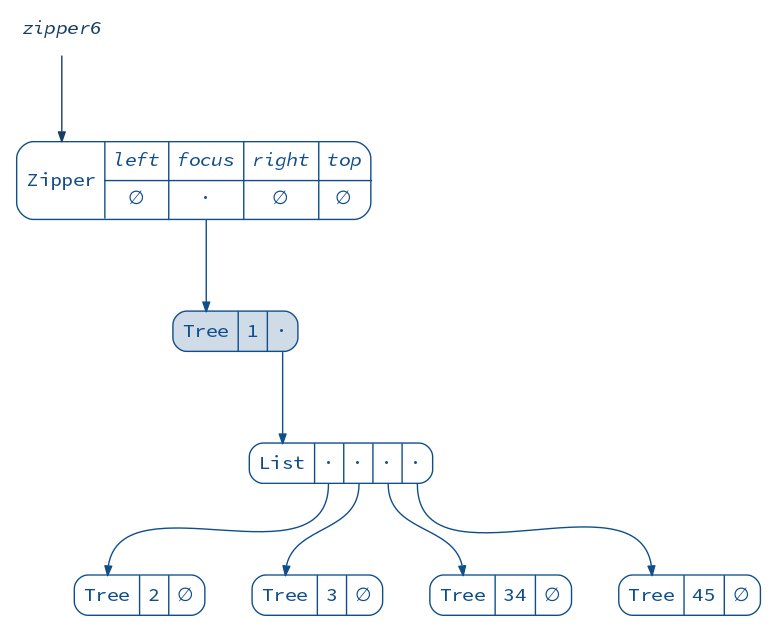 zipper6
Zipper left focus right top
∅ · ∅ ∅
Tree 1 ·
List · · · ·
Tree 2 ∅ Tree 3 ∅ Tree 34 ∅ Tree 45 ∅